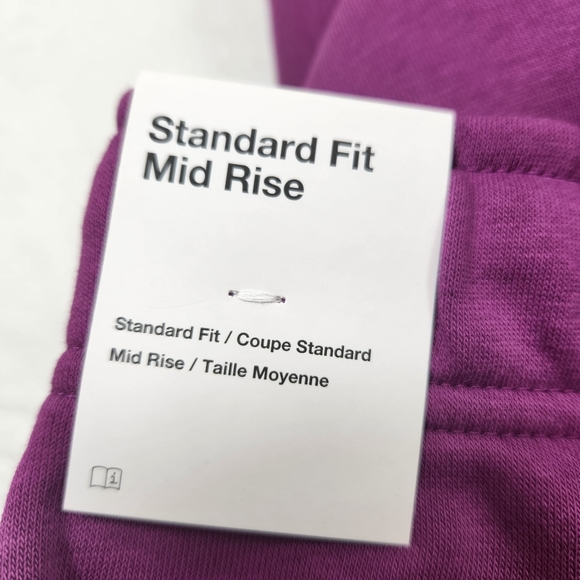 Standard Fit
Mid Rise
Standard Fit / Coupe Standard
Mid Rise / Taille Moyenne
i